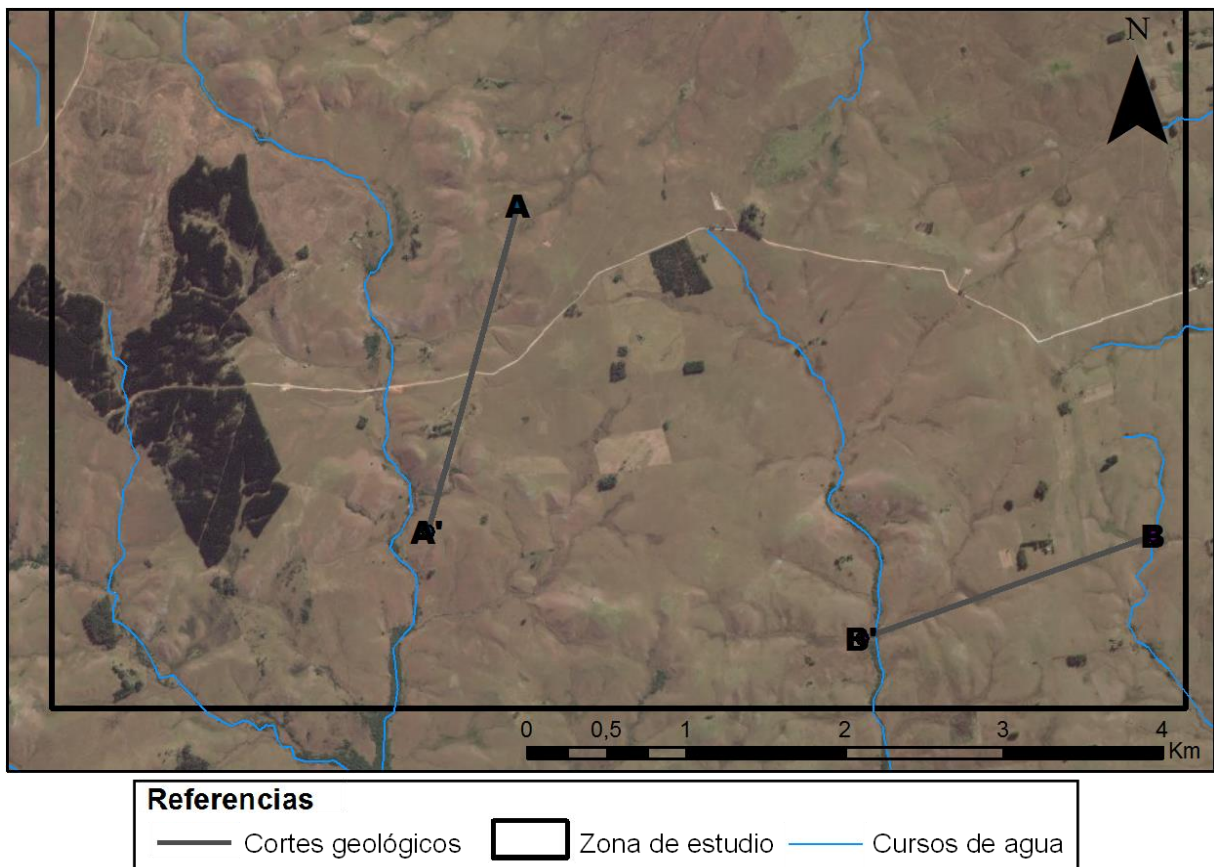 N
A
A'
B
B'
0 0,5 1 2 3 4
Km
Referencias
Cortes geológicos Zona de estudio Cursos de agua